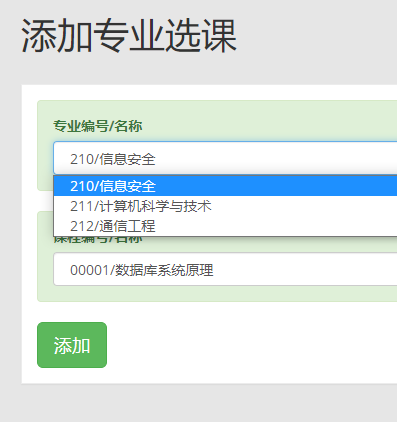 添加专业选课
专业编号/名称
210/信息安全
210/信息安全
211/计算机科学与技术
212/通信工程
课程编号/名称
00001/数据库系统原理
添加